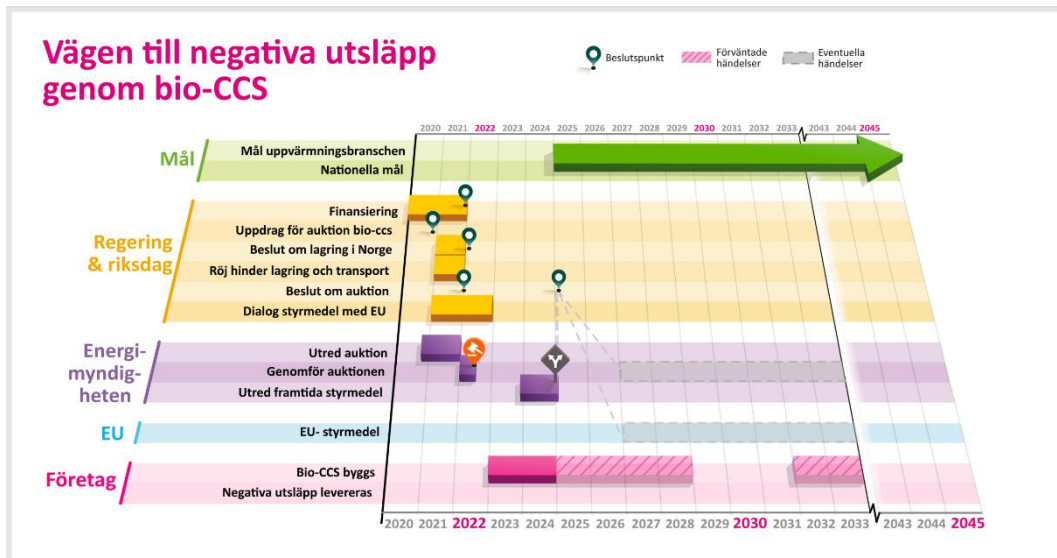 Vägen till negativa utsläpp
genom bio-CCS
Beslutspunkt
Förväntade
händelser
Eventuella
händelser
2020 2021 2022 2023 2024 2025 2026 2027 2028 2029 2030 2031 2032 2033 2043 2044 2045
Mål
Mål uppvärmningsbranschen
Nationella mål
Regering
& riksdag
Finansiering
Uppdrag för auktion bio-ccs
Beslut om lagring i Norge
Röj hinder lagring och transport
Beslut om auktion
Dialog styrmedel med EU
Energi-
myndig-
heten
Utred auktion
Genomför auktionen
Utred framtida styrmedel
EU
EU- styrmedel
Företag
Bio-CCS byggs
Negativa utsläpp levereras
2020 2021 2022 2023 2024 2025 2026 2027 2028 2029 2030 2031 2032 2033 2043 2044 2045